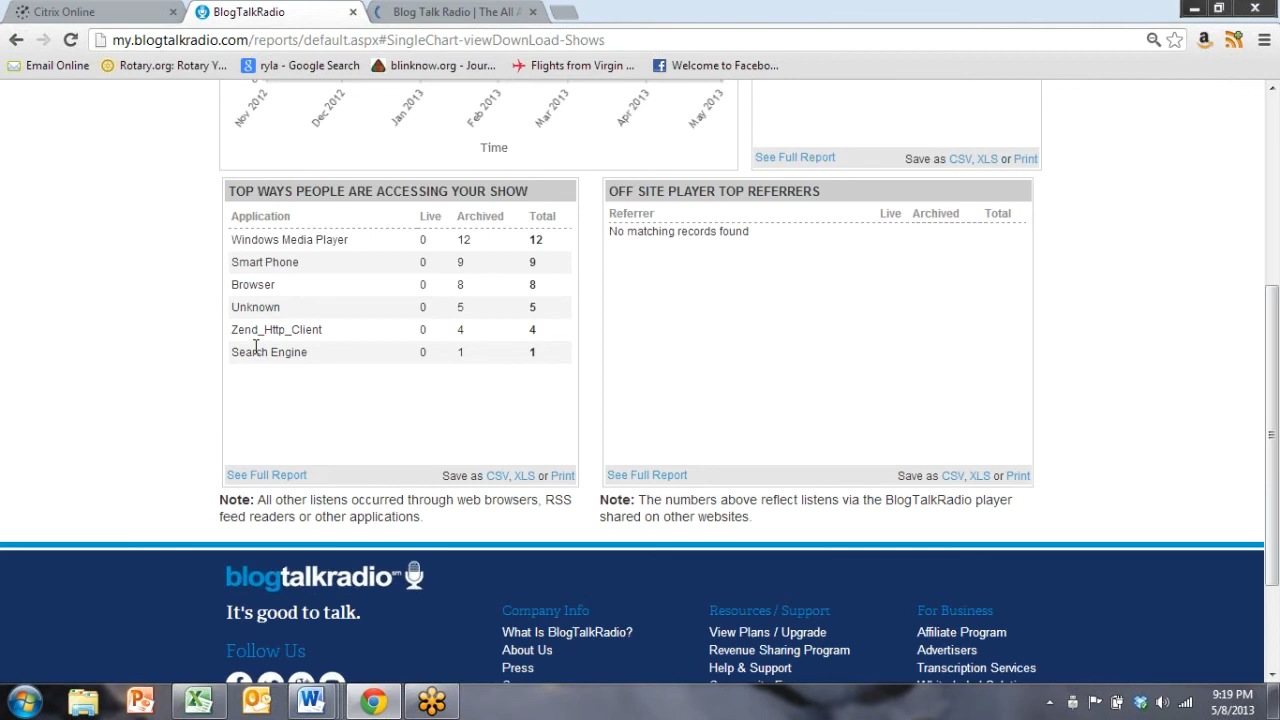 Citrix Online
BlogTalkRadio
Blog Talk Radio | The All A
my.blogtalkradio.com/reports/default.aspx#SingleChart-viewDownLoad-Shows
Email Online
Rotary.org: Rotary Y...
ryla - Google Search
blinknow.org - Jour...
Flights from Virgin ...
Welcome to Facebo...
Nov 2012
Dec 2012
Jan 2013
Feb 2013
Mar 2013
Apr 2013
May 2013
Time
See Full Report Save as CSV, XLS or Print
TOP WAYS PEOPLE ARE ACCESSING YOUR SHOW
Application Live Archived Total
Windows Media Player 0 12 12
Smart Phone 0 9 9
Browser 0 8 8
Unknown 0 5 5
Zend_Http_Client 0 4 4
Search Engine 0 1 1
See Full Report Save as CSV, XLS or Print
Note: All other listens occurred through web browsers, RSS
feed readers or other applications.
OFF SITE PLAYER TOP REFERRERS
Referrer Live Archived Total
No matching records found
See Full Report Save as CSV, XLS or Print
Note: The numbers above reflect listens via the BlogTalkRadio player
shared on other websites.
blogtalkradio
It's good to talk.
Follow Us
Company Info
What Is BlogTalkRadio?
About Us
Press
Resources / Support
View Plans / Upgrade
Revenue Sharing Program
Help & Support
For Business
Affiliate Program
Advertisers
Transcription Services
9:19 PM
5/8/2013